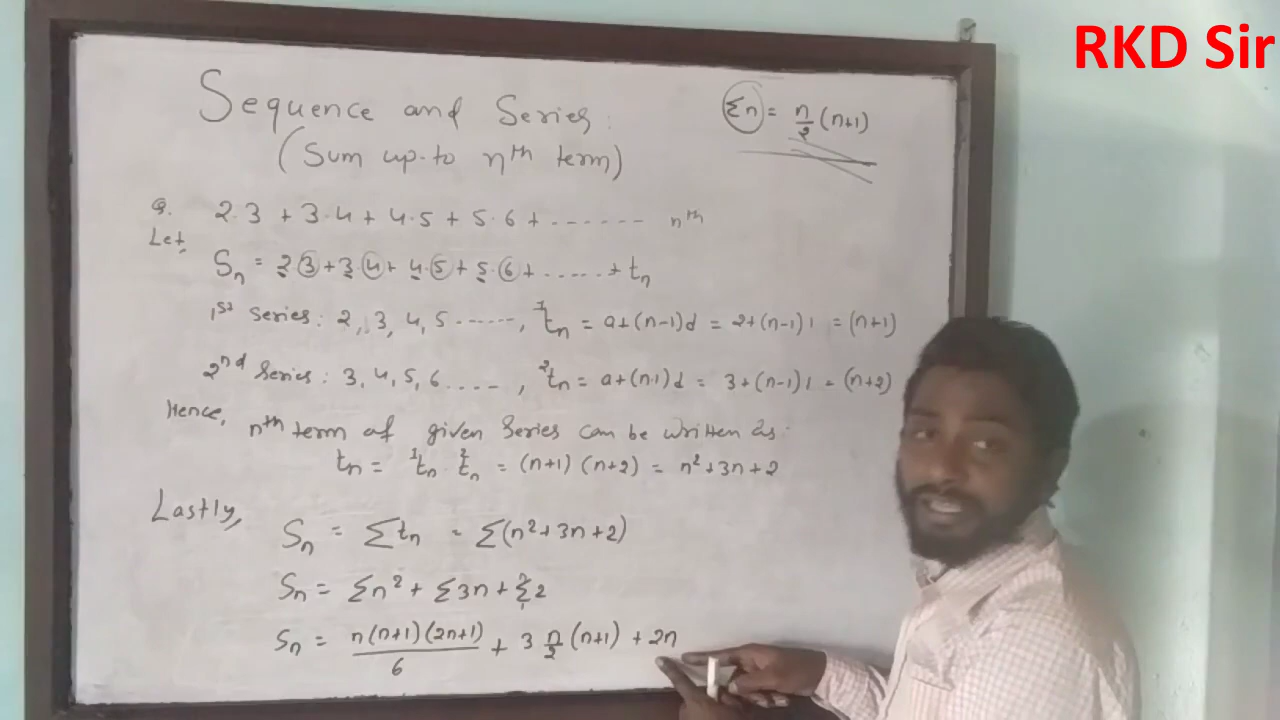 RKD Sir
Sequence and Series:
(Sum up-to nth term)
Σn = n/2 (n+1)
Q. 2.3 + 3.4 + 4.5 + 5.6 + ....... nth
Let,
Sn = 2.3 + 3.4 + 4.5 + 5.6 + ...... + tn
1st series: 2, 3, 4, 5 ......, ¹tn = a+(n-1)d = 2+(n-1)1 = (n+1)
2nd Series: 3, 4, 5, 6 ...., ²tn = a+(n-1)d = 3+(n-1)1 = (n+2)
Hence, nth term of given Series can be written as:
tn = ¹tn ²tn = (n+1) (n+2) = n²+3n+2
Lastly,
Sn = Σtn = Σ(n²+3n+2)
Sn = Σn² + Σ3n + Σ2
Sn = n(n+1)(2n+1)/6 + 3 n/2 (n+1) + 2n